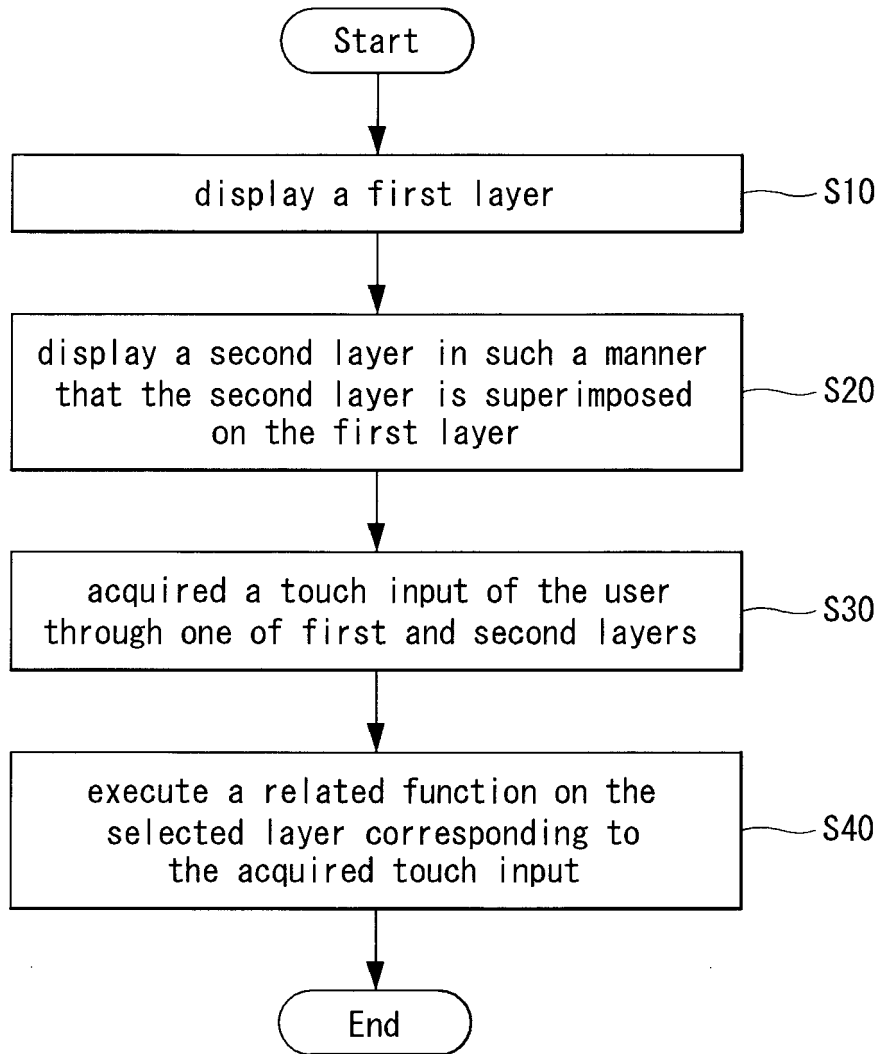 Start
display a first layer
S10
display a second layer in such a manner
that the second layer is superimposed
on the first layer
S20
acquired a touch input of the user
through one of first and second layers
S30
execute a related function on the
selected layer corresponding to
the acquired touch input
S40
End